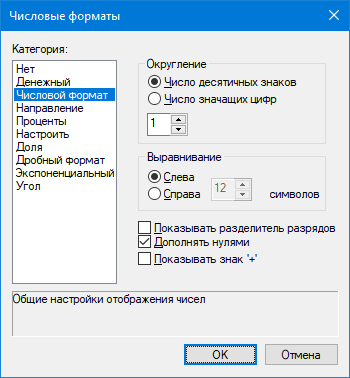 Числовые форматы
Категория:
Нет
Денежный
Числовой формат
Направление
Проценты
Настроить
Доля
Дробный формат
Экспоненциальный
Угол
Округление
Число десятичных знаков
Число значащих цифр
1
Выравнивание
Слева
Справа 12 символов
Показывать разделитель разрядов
Дополнять нулями
Показывать знак '+'
Общие настройки отображения чисел
OK Отмена